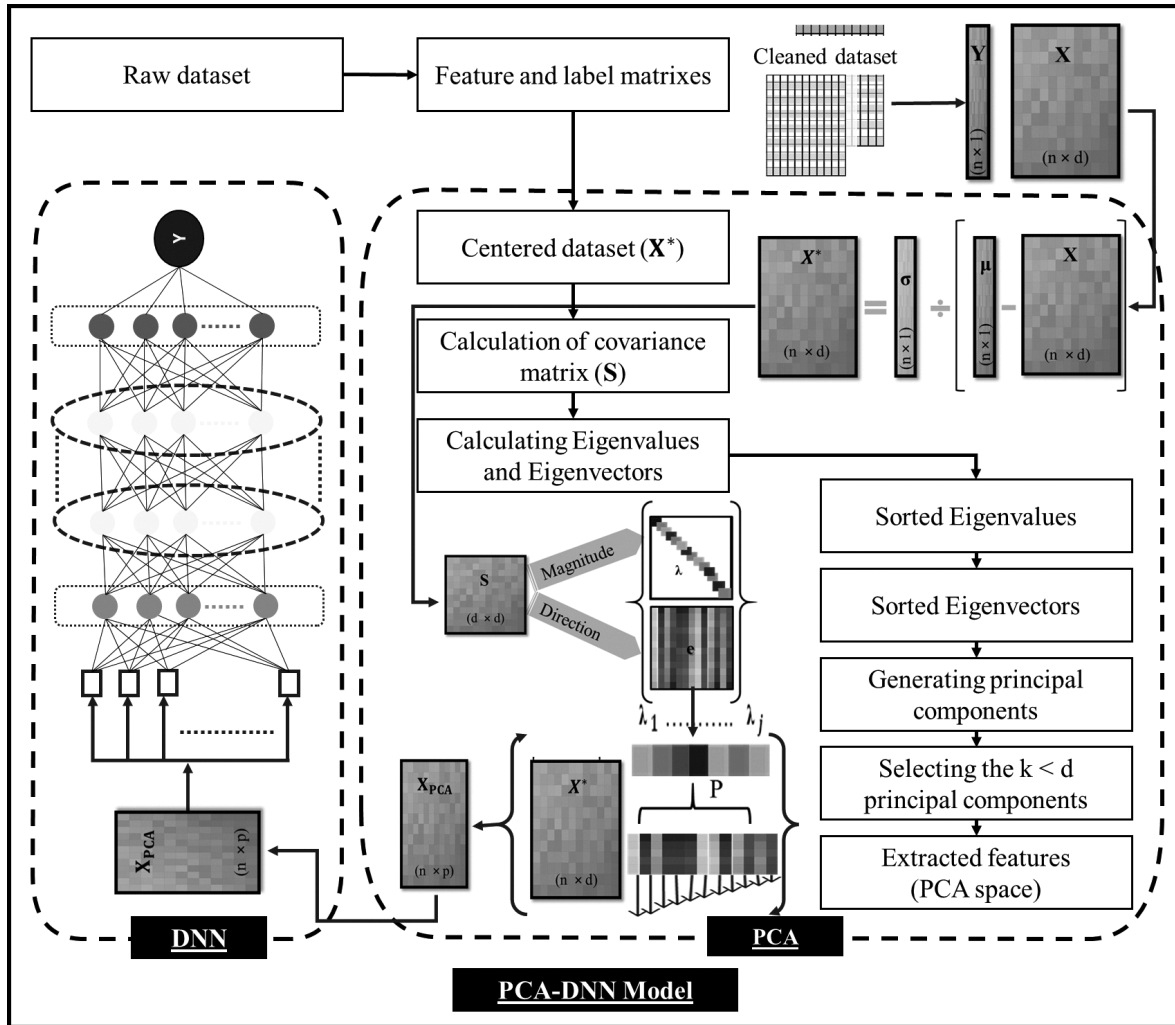 Raw dataset
Feature and label matrixes
Cleaned dataset
Y
(n × 1)
X
(n × d)
Centered dataset (X*)
X*
(n × d)
=
σ
(n × 1)
÷
μ
(n × 1)
-
X
(n × d)
Calculation of covariance
matrix (S)
Calculating Eigenvalues
and Eigenvectors
Sorted Eigenvalues
Sorted Eigenvectors
Generating principal
components
Selecting the k < d
principal components
Extracted features
(PCA space)
S
(d × d)
Magnitude
Direction
λ
e
λ1 ............ λj
P
X*
(n × d)
XPCA
(n × p)
Y
XPCA
(n × p)
DNN
PCA
PCA-DNN Model